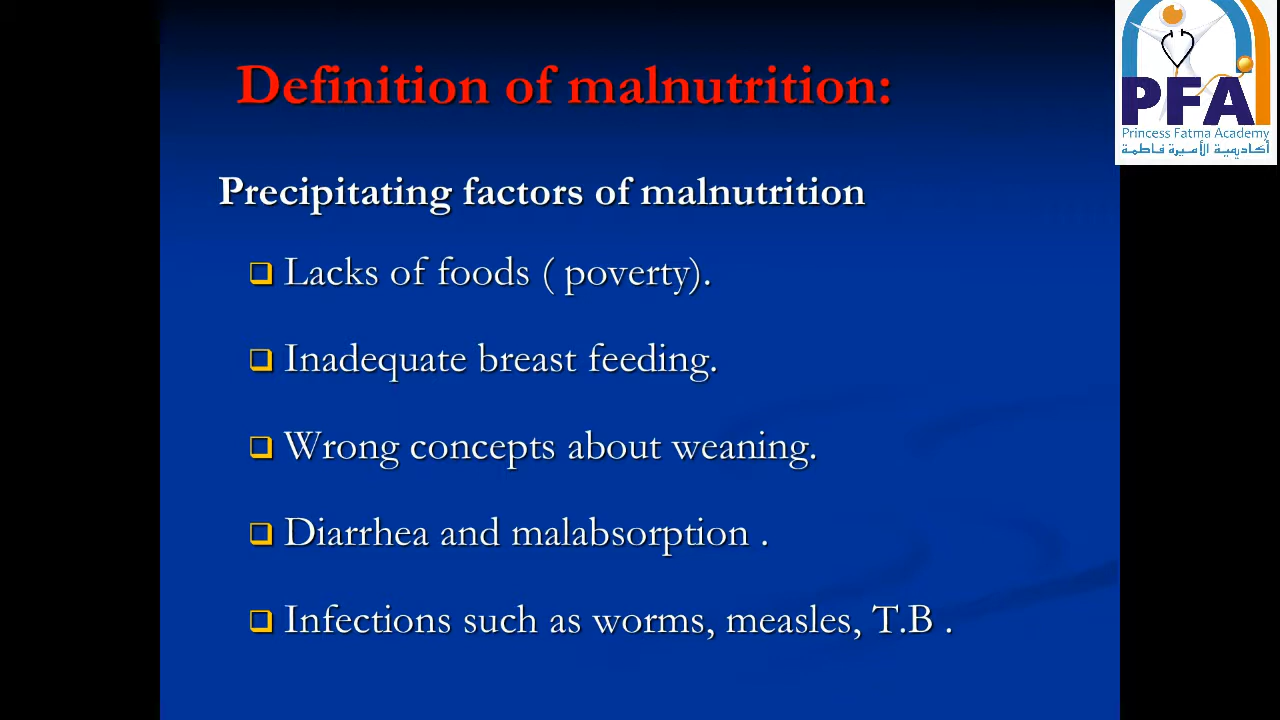 Definition of malnutrition:
PFA
Princess Fatma Academy
أكاديمية الأميرة فاطمة
Precipitating factors of malnutrition
Lacks of foods ( poverty).
Inadequate breast feeding.
Wrong concepts about weaning.
Diarrhea and malabsorption .
Infections such as worms, measles, T.B .